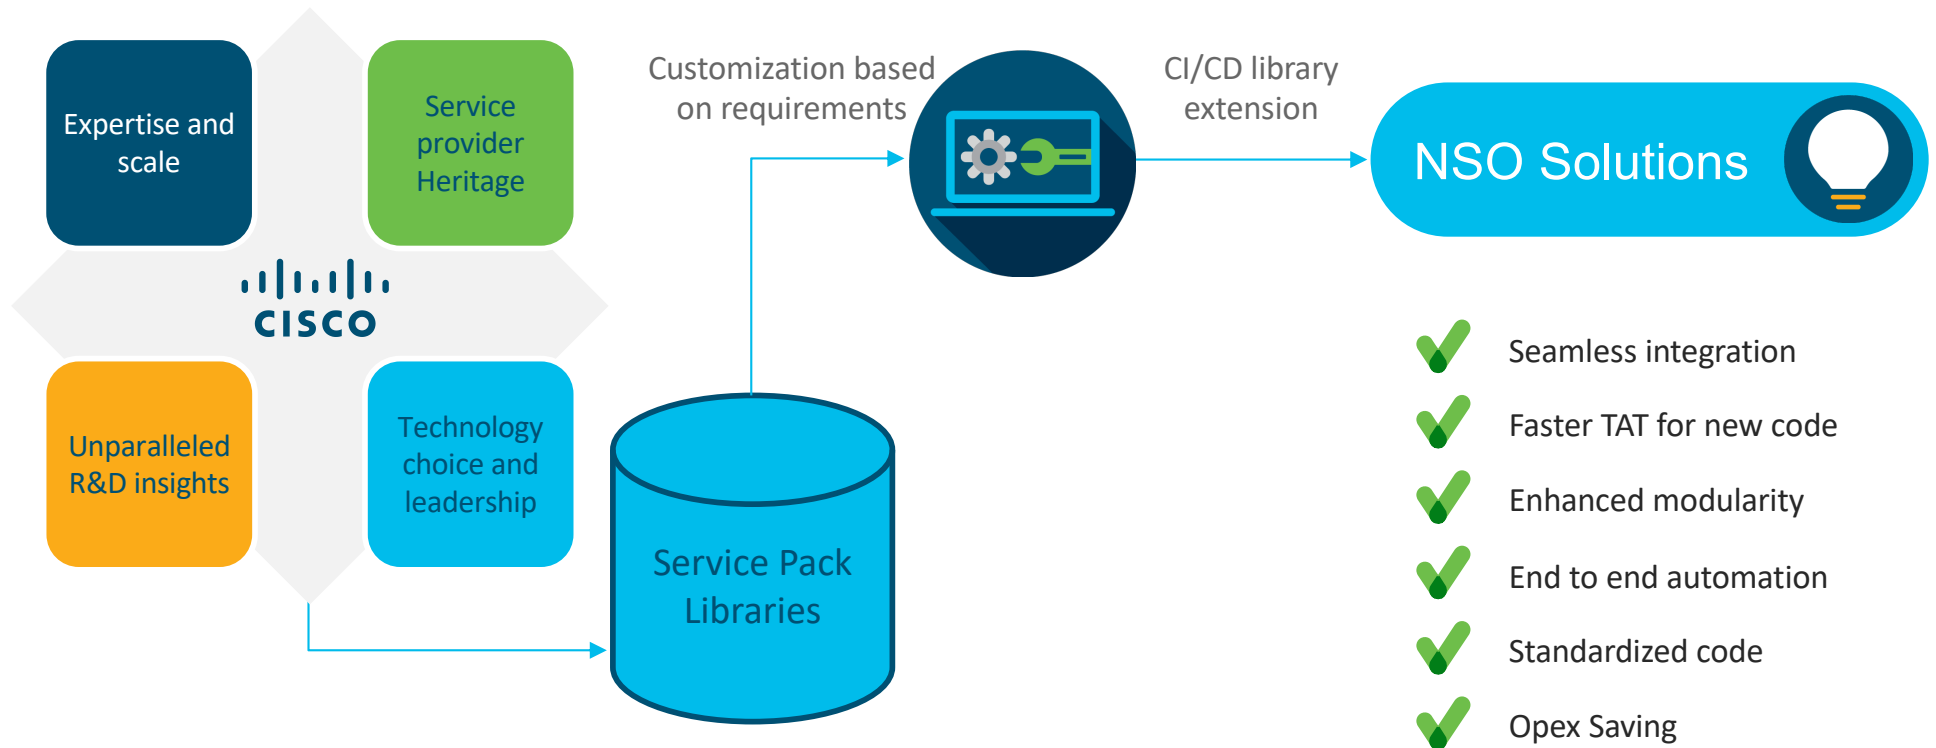 Expertise and
scale
Service
provider
Heritage
CISCO
Unparalleled
R&D insights
Technology
choice and
leadership
Service Pack
Libraries
Customization based
on requirements
CI/CD library
extension
NSO Solutions
Seamless integration
Faster TAT for new code
Enhanced modularity
End to end automation
Standardized code
Opex Saving